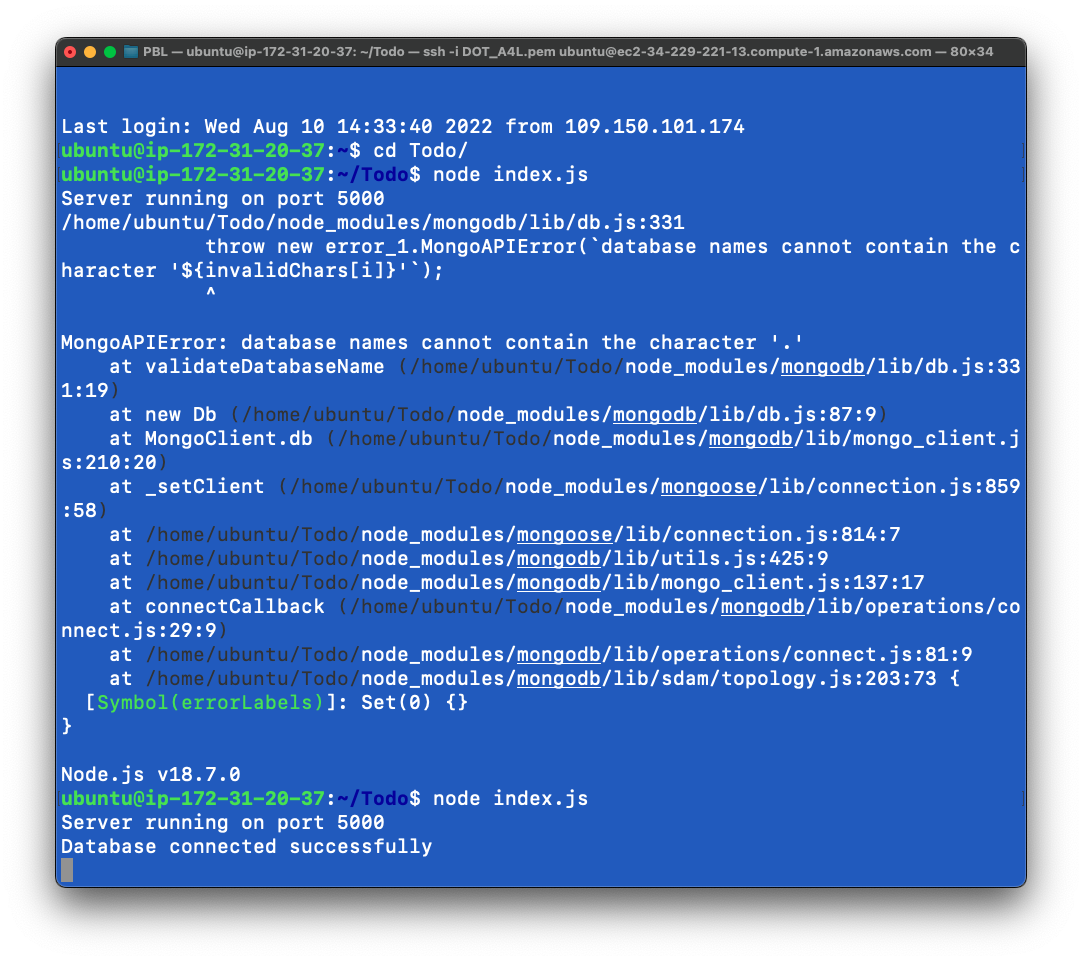 PBL — ubuntu@ip-172-31-20-37: ~/Todo — ssh -i DOT_A4L.pem ubuntu@ec2-34-229-221-13.compute-1.amazonaws.com — 80×34
Last login: Wed Aug 10 14:33:40 2022 from 109.150.101.174
ubuntu@ip-172-31-20-37:~$ cd Todo/
ubuntu@ip-172-31-20-37:~/Todo$ node index.js
Server running on port 5000
/home/ubuntu/Todo/node_modules/mongodb/lib/db.js:331
            throw new error_1.MongoAPIError(`database names cannot contain the c
haracter '${invalidChars[i]}'`);
            ^
MongoAPIError: database names cannot contain the character '.'
    at validateDatabaseName (/home/ubuntu/Todo/node_modules/mongodb/lib/db.js:33
1:19)
    at new Db (/home/ubuntu/Todo/node_modules/mongodb/lib/db.js:87:9)
    at MongoClient.db (/home/ubuntu/Todo/node_modules/mongodb/lib/mongo_client.j
s:210:20)
    at _setClient (/home/ubuntu/Todo/node_modules/mongoose/lib/connection.js:859
:58)
    at /home/ubuntu/Todo/node_modules/mongoose/lib/connection.js:814:7
    at /home/ubuntu/Todo/node_modules/mongodb/lib/utils.js:425:9
    at /home/ubuntu/Todo/node_modules/mongodb/lib/mongo_client.js:137:17
    at connectCallback (/home/ubuntu/Todo/node_modules/mongodb/lib/operations/co
nnect.js:29:9)
    at /home/ubuntu/Todo/node_modules/mongodb/lib/operations/connect.js:81:9
    at /home/ubuntu/Todo/node_modules/mongodb/lib/sdam/topology.js:203:73 {
  [Symbol(errorLabels)]: Set(0) {}
}
Node.js v18.7.0
ubuntu@ip-172-31-20-37:~/Todo$ node index.js
Server running on port 5000
Database connected successfully